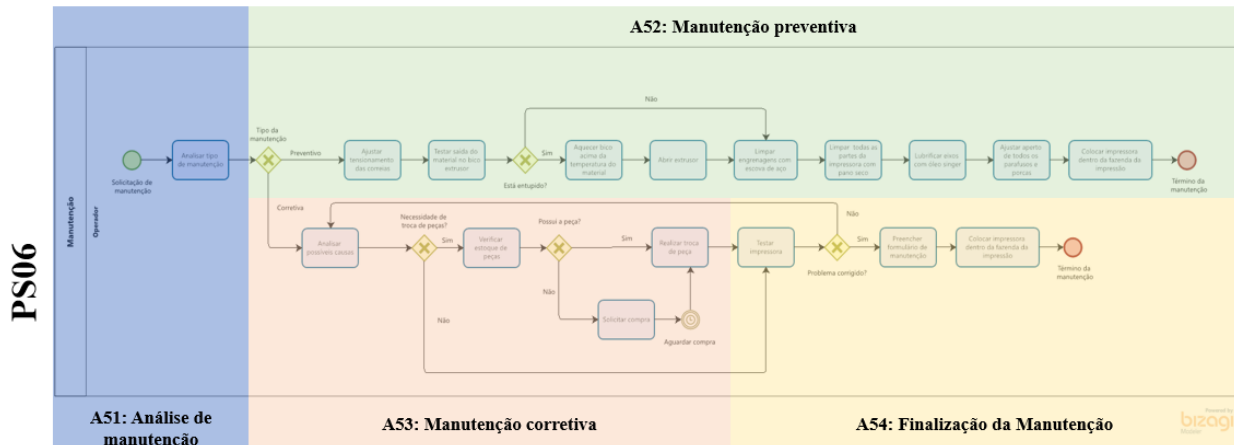 A52: Manutenção preventiva
PS06
Manutenção
Operador
Solicitação de
manutenção
Analisar tipo
de manutenção
Tipo da
manutenção
Preventivo
Ajustar
tensionamento
das correias
Testar saída do
material no bico
extrusor
Está entupido?
Não
Sim
Aquecer bico
acima da
temperatura do
material
Abrir extrusor
Limpar
engrenagens com
escova de aço
Limpar todos as
partes da
impressora com
pano seco
Lubrificar eixos
com óleo singer
Ajustar aperto
de todos os
parafusos e
porcas
Colocar impressora
dentro da fazenda de
impressão
Término da
manutenção
Corretiva
Analisar
possíveis causas
Necessidade de
troca de peças?
Sim
Não
Verificar
estoque de
peças
Possui a peça?
Sim
Não
Solicitar compra
Aguardar compra
Realizar troca
de peça
Testar
impressora
Não
Sim
Problema corrigido?
Preencher
formulário de
manutenção
Colocar impressora
dentro da fazenda de
impressão
Término da
manutenção
A51: Análise de
manutenção
A53: Manutenção corretiva
A54: Finalização da Manutenção
Powered by
bizagi
Modeler